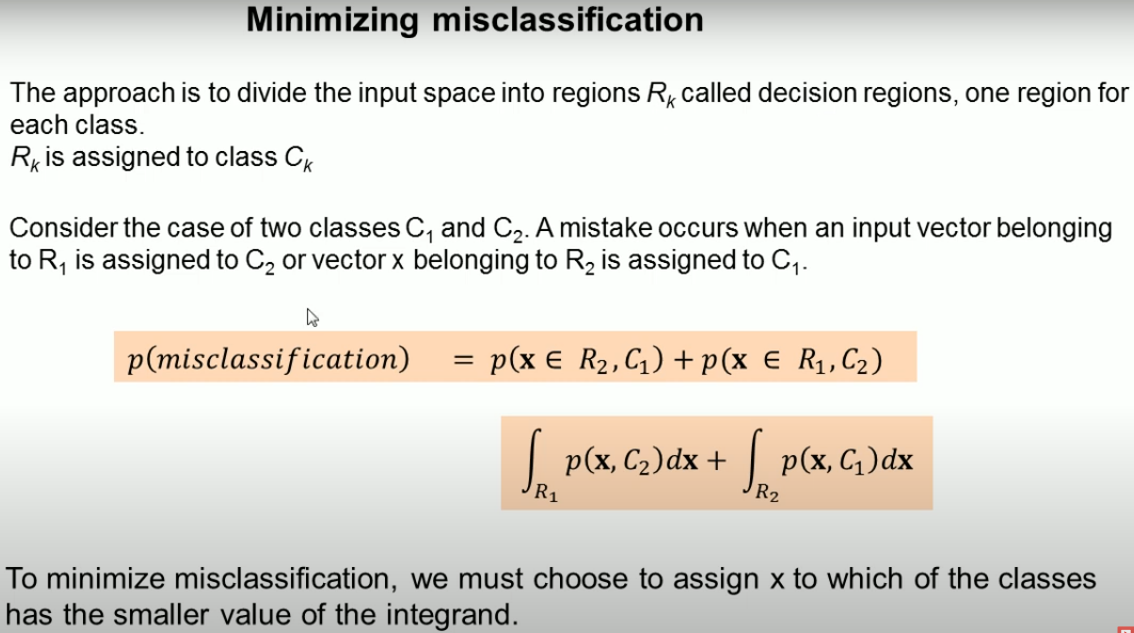 Minimizing misclassification
The approach is to divide the input space into regions Rₖ called decision regions, one region for
each class.
Rₖ is assigned to class Cₖ
Consider the case of two classes C₁ and C₂. A mistake occurs when an input vector belonging
to R₁ is assigned to C₂ or vector x belonging to R₂ is assigned to C₁.
p(misclassification) = p(x ∈ R₂, C₁) + p(x ∈ R₁, C₂)
∫_R₁ p(x, C₂)dx + ∫_R₂ p(x, C₁)dx
To minimize misclassification, we must choose to assign x to which of the classes
has the smaller value of the integrand.